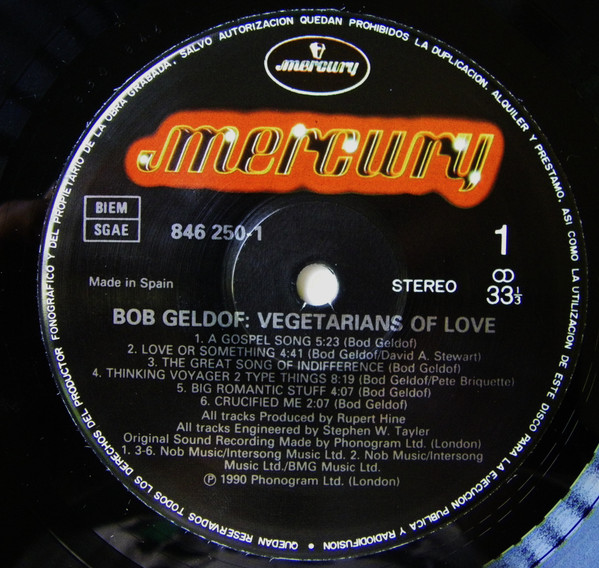 QUEDAN RESERVADOS TODOS LOS DERECHOS DEL PRODUCTOR FONOGRAFICO Y DEL PROPIETARIO DE LA OBRA GRABADA. SALVO AUTORIZACION QUEDAN PROHIBIDOS LA DUPLICACION, ALQUILER Y PRESTAMO, ASI COMO LA UTILIZACION DE ESTE DISCO PARA LA EJECUCION PUBLICA Y RADIODIFUSION •
mercury
mercury
BIEM
SGAE
846 250-1
1
Made in Spain
STEREO
33⅓
BOB GELDOF: VEGETARIANS OF LOVE
1. A GOSPEL SONG 5:23 (Bod Geldof)
2. LOVE OR SOMETHING 4:41 (Bod Geldof/David A. Stewart)
3. THE GREAT SONG OF INDIFFERENCE (Bod Geldof)
4. THINKING VOYAGER 2 TYPE THINGS 8:19 (Bod Geldof/Pete Briquette)
5. BIG ROMANTIC STUFF 4:07 (Bod Geldof)
6. CRUCIFIED ME 2:07 (Bod Geldof)
All tracks Produced by Rupert Hine
All tracks Engineered by Stephen W. Tayler
Original Sound Recording Made by Phonogram Ltd. (London)
1. 3-6. Nob Music/Intersong Music Ltd. 2. Nob Music/Intersong
Music Ltd./BMG Music Ltd.
Ⓟ 1990 Phonogram Ltd. (London)